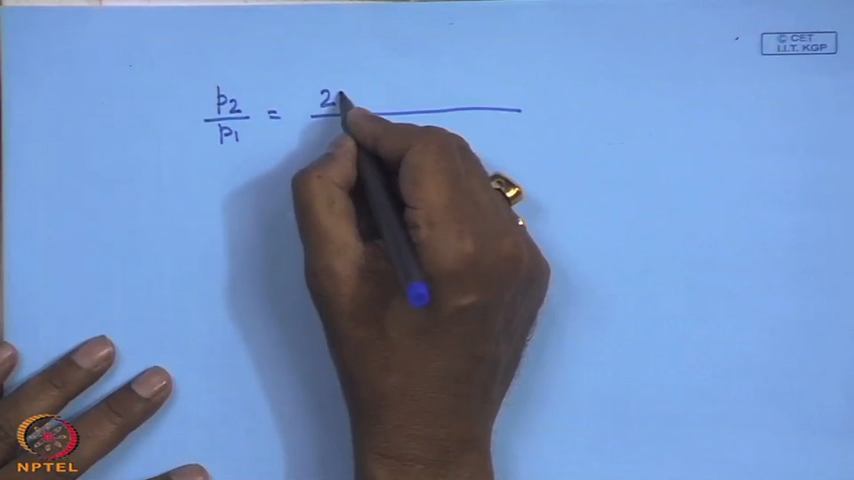 © CET
I.I.T. KGP
p₂/p₁ = 2
NPTEL